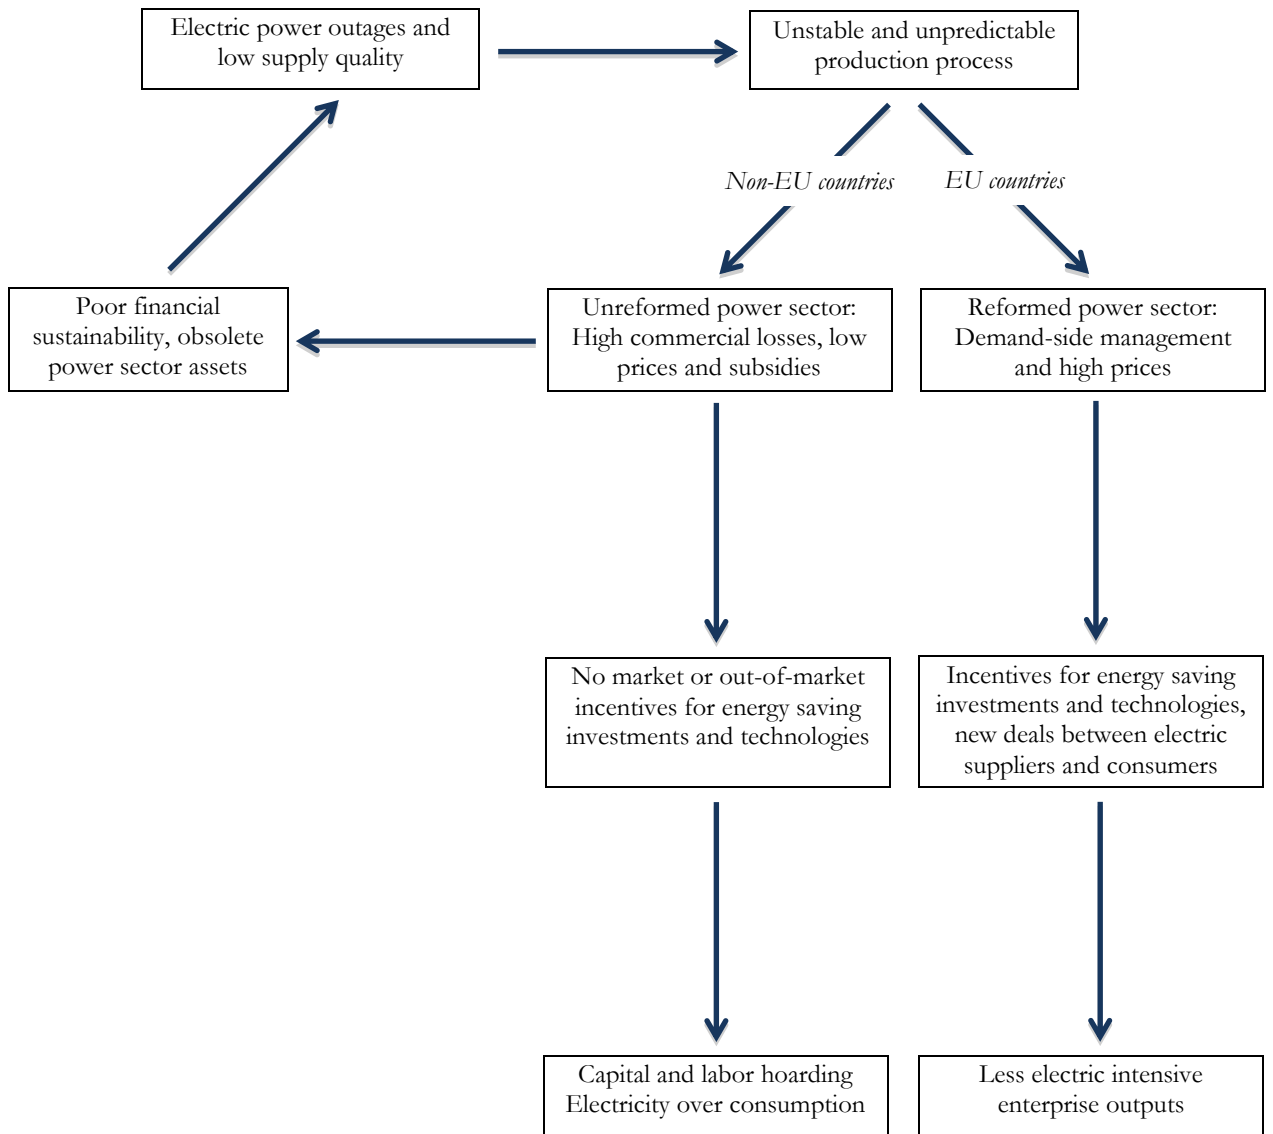 Electric power outages and
low supply quality
Unstable and unpredictable
production process
Non-EU countries
EU countries
Poor financial
sustainability, obsolete
power sector assets
Unreformed power sector:
High commercial losses, low
prices and subsidies
Reformed power sector:
Demand-side management
and high prices
No market or out-of-market
incentives for energy saving
investments and technologies
Incentives for energy saving
investments and technologies,
new deals between electric
suppliers and consumers
Capital and labor hoarding
Electricity over consumption
Less electric intensive
enterprise outputs